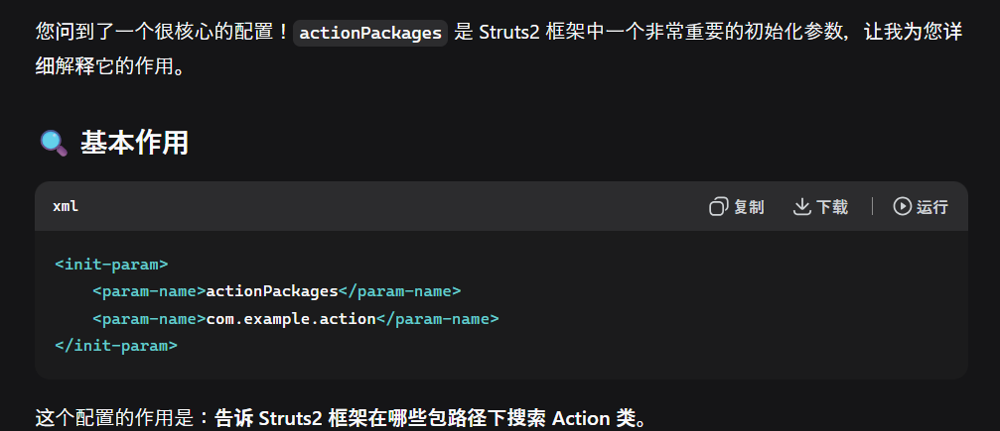 您问到了一个很核心的配置！actionPackages 是 Struts2 框架中一个非常重要的初始化参数，让我为您详
细解释它的作用。
🔍 基本作用
xml 复制 下载 运行
<init-param>
    <param-name>actionPackages</param-name>
    <param-name>com.example.action</param-name>
</init-param>
这个配置的作用是：告诉 Struts2 框架在哪些包路径下搜索 Action 类。